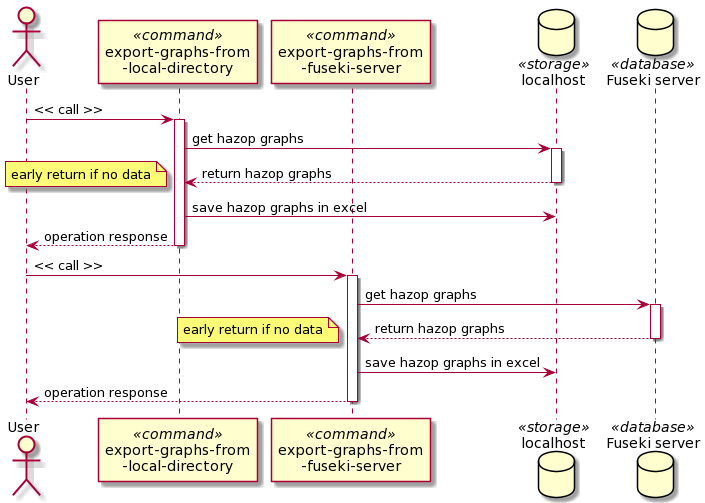 «command»
«command»
export-graphs-from
export-graphs-from
-local-directory
-fuseki-server
«storage»
«database»
User
localhost
Fuseki server
<< call >>
get hazop graphs
early return if no data
return hazop graphs
save hazop graphs in excel
operation response
<< call >>
get hazop graphs
early return if no data
return hazop graphs
save hazop graphs in excel
operation response
User
«command»
export-graphs-from
-local-directory
«command»
export-graphs-from
-fuseki-server
«storage»
localhost
«database»
Fuseki server